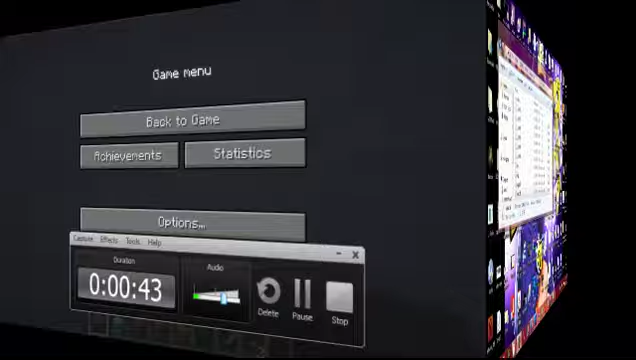 Game menu
Back to Game
Achievements
Statistics
Options...
Capture Effects Tools Help
Duration
Audio
0:00:43
Delete
Pause
Stop